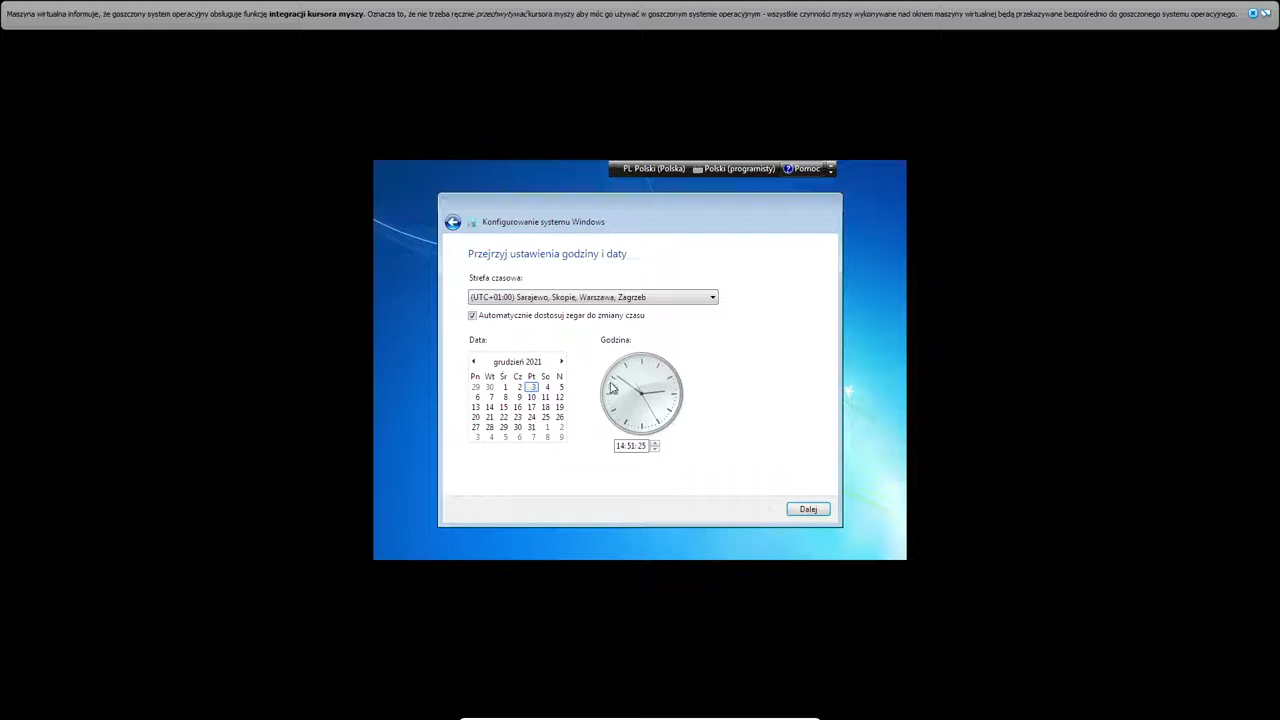 Maszyna wirtualna informuje, że goszczony system operacyjny obsługuje funkcję integracji kursora myszy. Oznacza to, że nie trzeba ręcznie przechwytywać kursora myszy aby móc go używać w goszczonym systemie operacyjnym - wszystkie czynności myszy wykonywane nad oknem maszyny wirtualnej będą przekazywane bezpośrednio do goszczonego systemu operacyjnego.
PL Polski (Polska) Polski (programisty) Pomoc
Konfigurowanie systemu Windows
Przejrzyj ustawienia godziny i daty
Strefa czasowa:
(UTC+01:00) Sarajewo, Skopie, Warszawa, Zagrzeb
Automatycznie dostosuj zegar do zmiany czasu
Data: Godzina:
grudzień 2021
Pn Wt Śr Cz Pt So N
29 30 1 2 3 4 5
6 7 8 9 10 11 12
13 14 15 16 17 18 19
20 21 22 23 24 25 26
27 28 29 30 31 1 2
3 4 5 6 7 8 9
14:51:25
Dalej